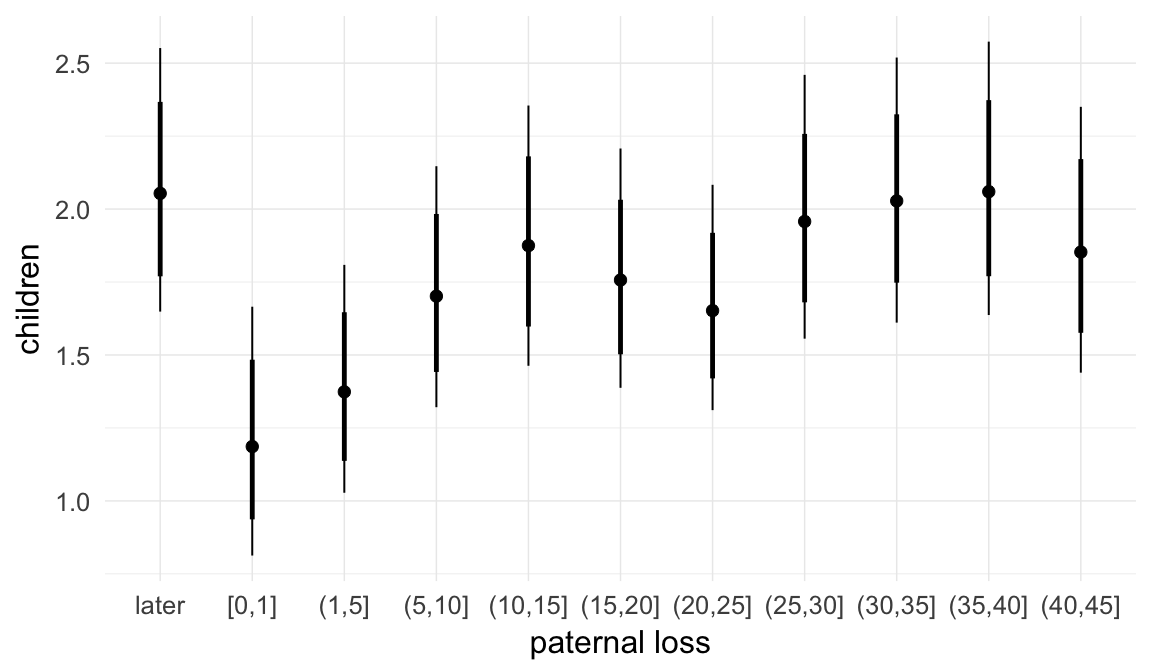 children
2.5
2.0
1.5
1.0
later [0,1] (1,5] (5,10] (10,15] (15,20] (20,25] (25,30] (30,35] (35,40] (40,45]
paternal loss